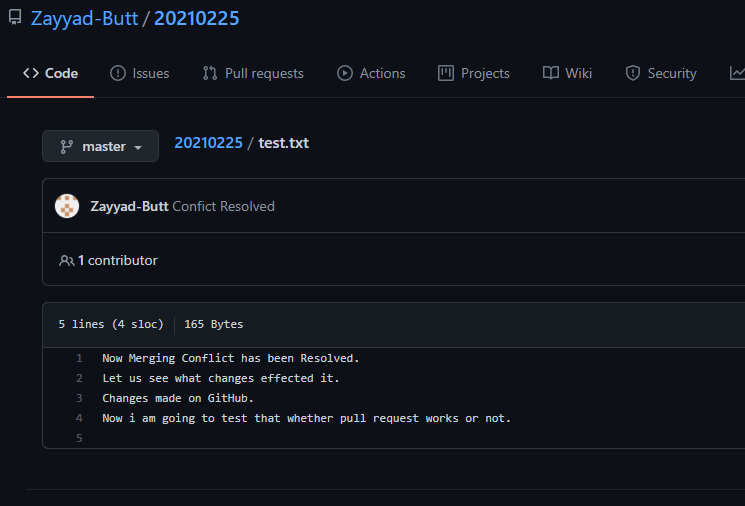 Zayyad-Butt / 20210225
Code Issues Pull requests Actions Projects Wiki Security
master 20210225 / test.txt
Zayyad-Butt Confict Resolved
1 contributor
5 lines (4 sloc) 165 Bytes
1 Now Merging Conflict has been Resolved.
2 Let us see what changes effected it.
3 Changes made on GitHub.
4 Now i am going to test that whether pull request works or not.
5